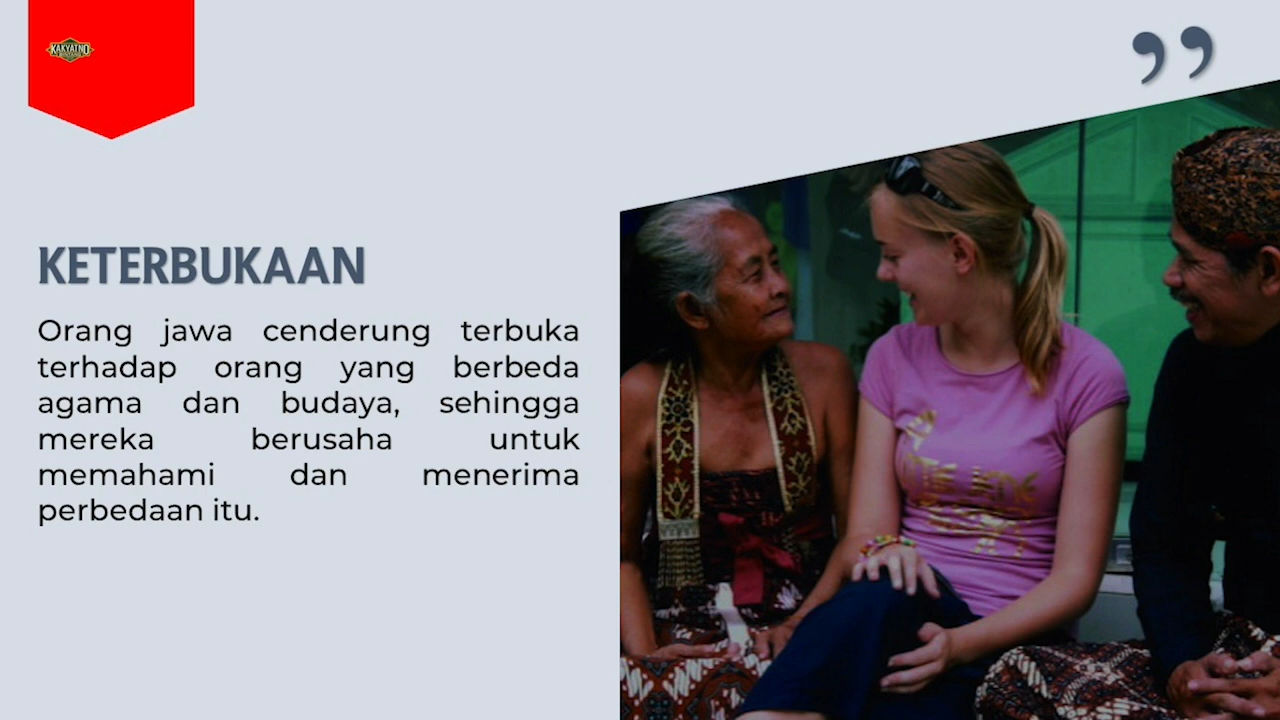 KAKYATNO
KETERBUKAAN
Orang jawa cenderung terbuka
terhadap orang yang berbeda
agama dan budaya, sehingga
mereka berusaha untuk
memahami dan menerima
perbedaan itu.